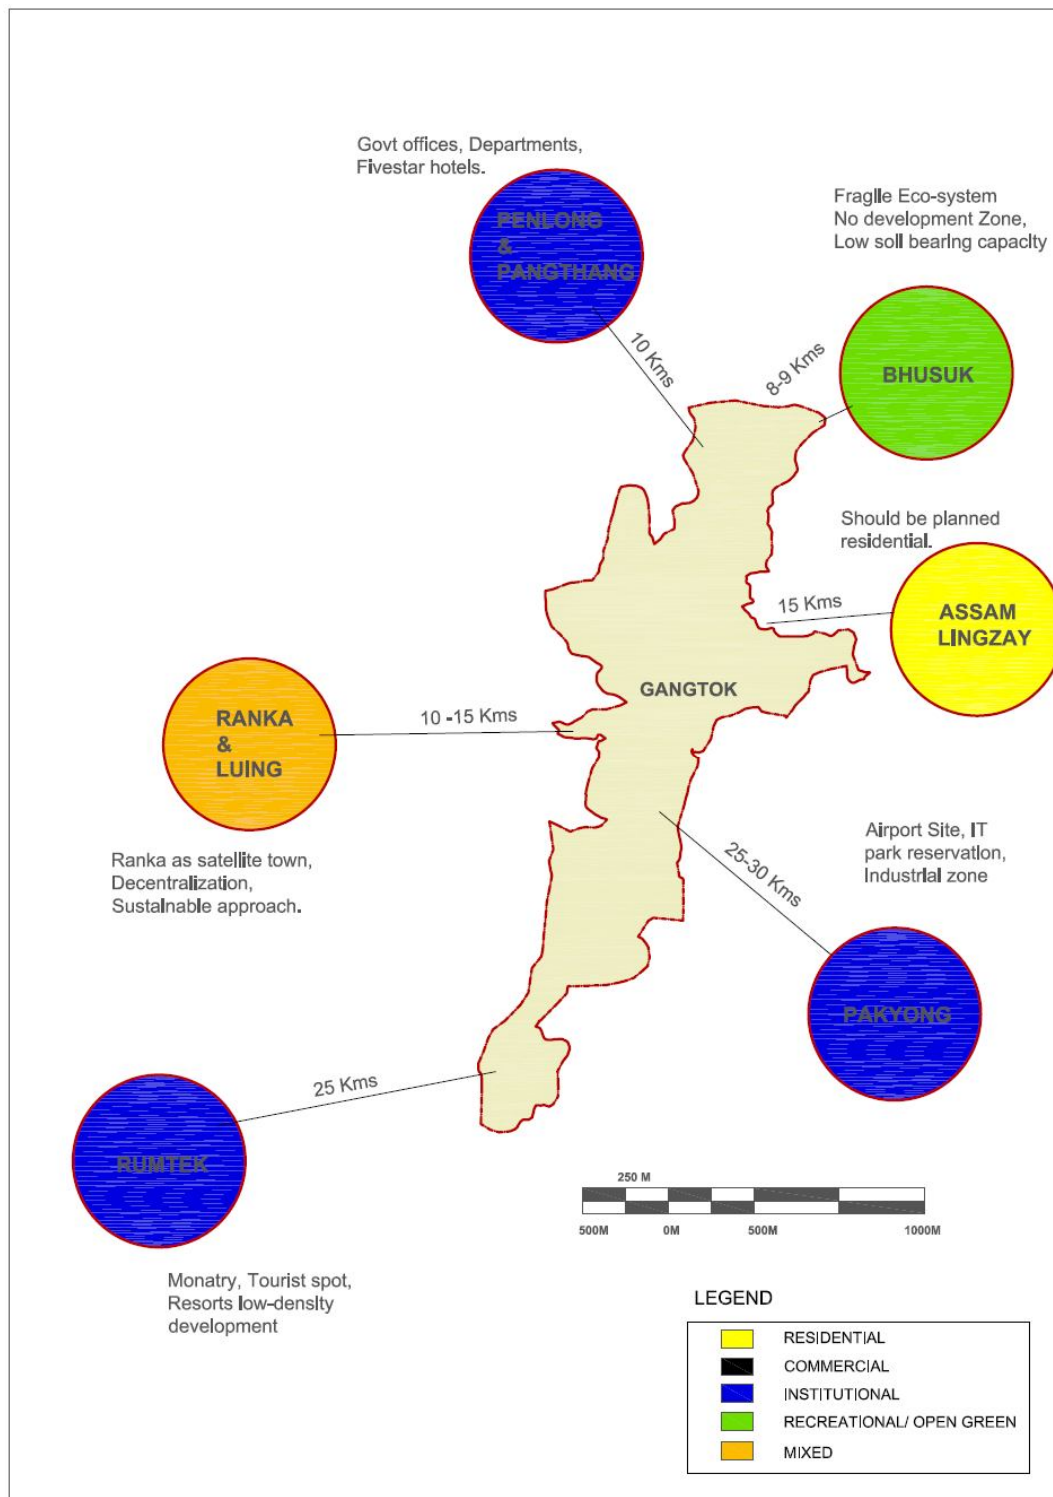 Govt offices, Departments,
Fivestar hotels.
PENLONG
&
PANGTHANG
10 Kms
Fragile Eco-system
No development Zone,
Low soil bearing capacity
8-9 Kms
BHUSUK
Should be planned
residential.
15 Kms
ASSAM
LINGZAY
GANGTOK
10 -15 Kms
RANKA
&
LUING
Ranka as satellite town,
Decentralization,
Sustainable approach.
25-30 Kms
Airport Site, IT
park reservation,
Industrial zone
PAKYONG
25 Kms
RUMTEK
Monatry, Tourist spot,
Resorts low-density
development
250 M
500M 0M 500M 1000M
LEGEND
RESIDENTIAL
COMMERCIAL
INSTITUTIONAL
RECREATIONAL/ OPEN GREEN
MIXED